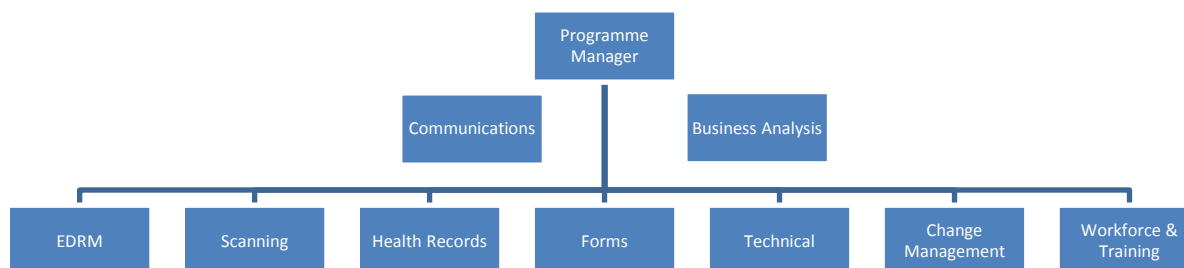 Programme
Manager
Communications
Business Analysis
EDRM
Scanning
Health Records
Forms
Technical
Change
Management
Workforce &
Training